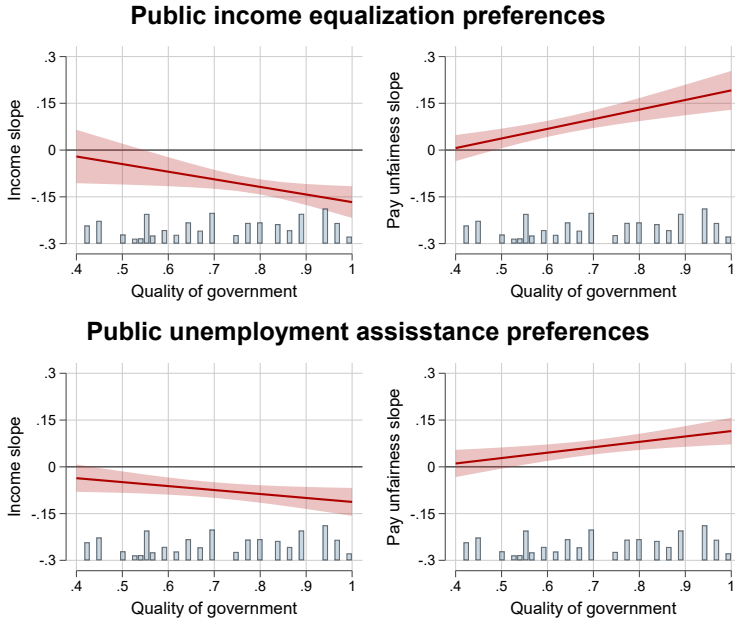 Public income equalization preferences
Income slope
.3
.15
0
-.15
-.3
.4 .5 .6 .7 .8 .9 1
Quality of government
Pay unfairness slope
.3
.15
0
-.15
-.3
.4 .5 .6 .7 .8 .9 1
Quality of government
Public unemployment assisstance preferences
Income slope
.3
.15
0
-.15
-.3
.4 .5 .6 .7 .8 .9 1
Quality of government
Pay unfairness slope
.3
.15
0
-.15
-.3
.4 .5 .6 .7 .8 .9 1
Quality of government